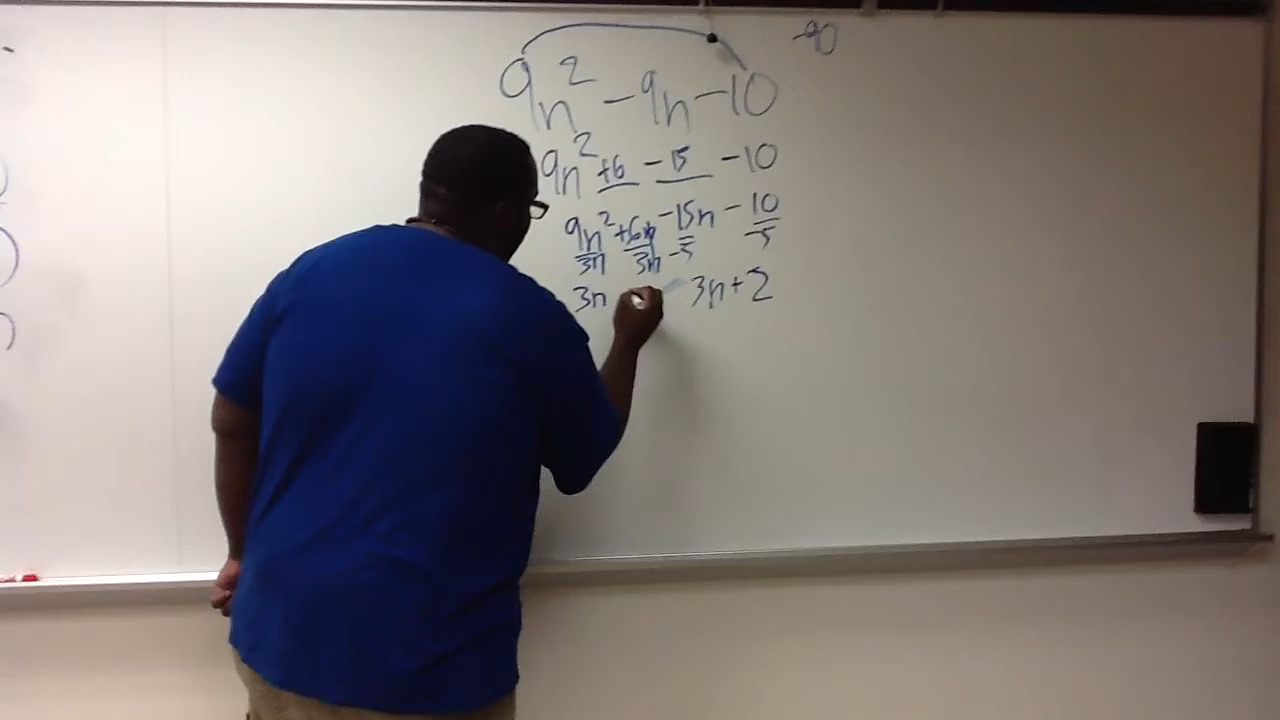 -90
9n² - 9n - 10
9n² +6 - 15 - 10
9n² +6n - 15n - 10
3n 3n -5 -5
3n 3n + 2